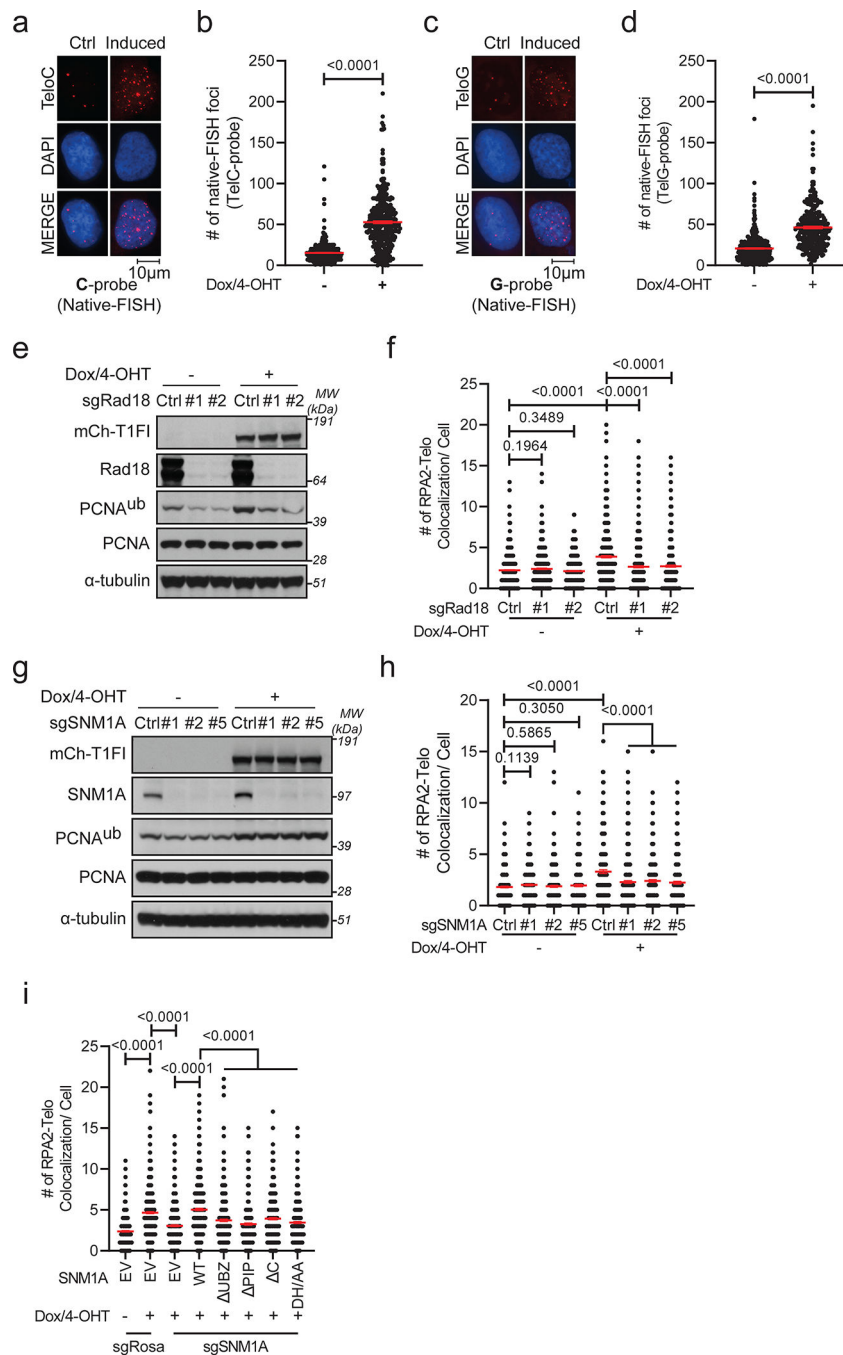 a
Ctrl Induced
TeloC
DAPI
MERGE
10µm
C-probe
(Native-FISH)
b
<0.0001
# of native-FISH foci
(TelC-probe)
250
200
150
100
50
0
Dox/4-OHT - +
c
Ctrl Induced
TeloG
DAPI
MERGE
10µm
G-probe
(Native-FISH)
d
<0.0001
# of native-FISH foci
(TelG-probe)
250
200
150
100
50
0
Dox/4-OHT - +
e
Dox/4-OHT - +
sgRad18 Ctrl #1 #2 Ctrl #1 #2
MW
(kDa)
mCh-T1FI
191
Rad18
64
PCNAub
39
PCNA
28
α-tubulin
51
f
<0.0001
<0.0001 <0.0001
0.3489
0.1964
# of RPA2-Telo
Colocalization/ Cell
25
20
15
10
5
0
sgRad18 Ctrl #1 #2 Ctrl #1 #2
Dox/4-OHT - +
g
Dox/4-OHT - +
sgSNM1A Ctrl #1 #2 #5 Ctrl #1 #2 #5
MW
(kDa)
mCh-T1FI
191
SNM1A
97
PCNAub
39
PCNA
28
α-tubulin
51
h
<0.0001
0.3050 <0.0001
0.5865
0.1139
# of RPA2-Telo
Colocalization/ Cell
20
15
10
5
0
sgSNM1A Ctrl #1 #2 #5 Ctrl #1 #2 #5
Dox/4-OHT - +
i
<0.0001
<0.0001 <0.0001
<0.0001
# of RPA2-Telo
Colocalization/ Cell
25
20
15
10
5
0
SNM1A EV EV EV WT ΔUBZ ΔPIP ΔC DH/AA
Dox/4-OHT - + + + + + + +
sgRosa sgSNM1A